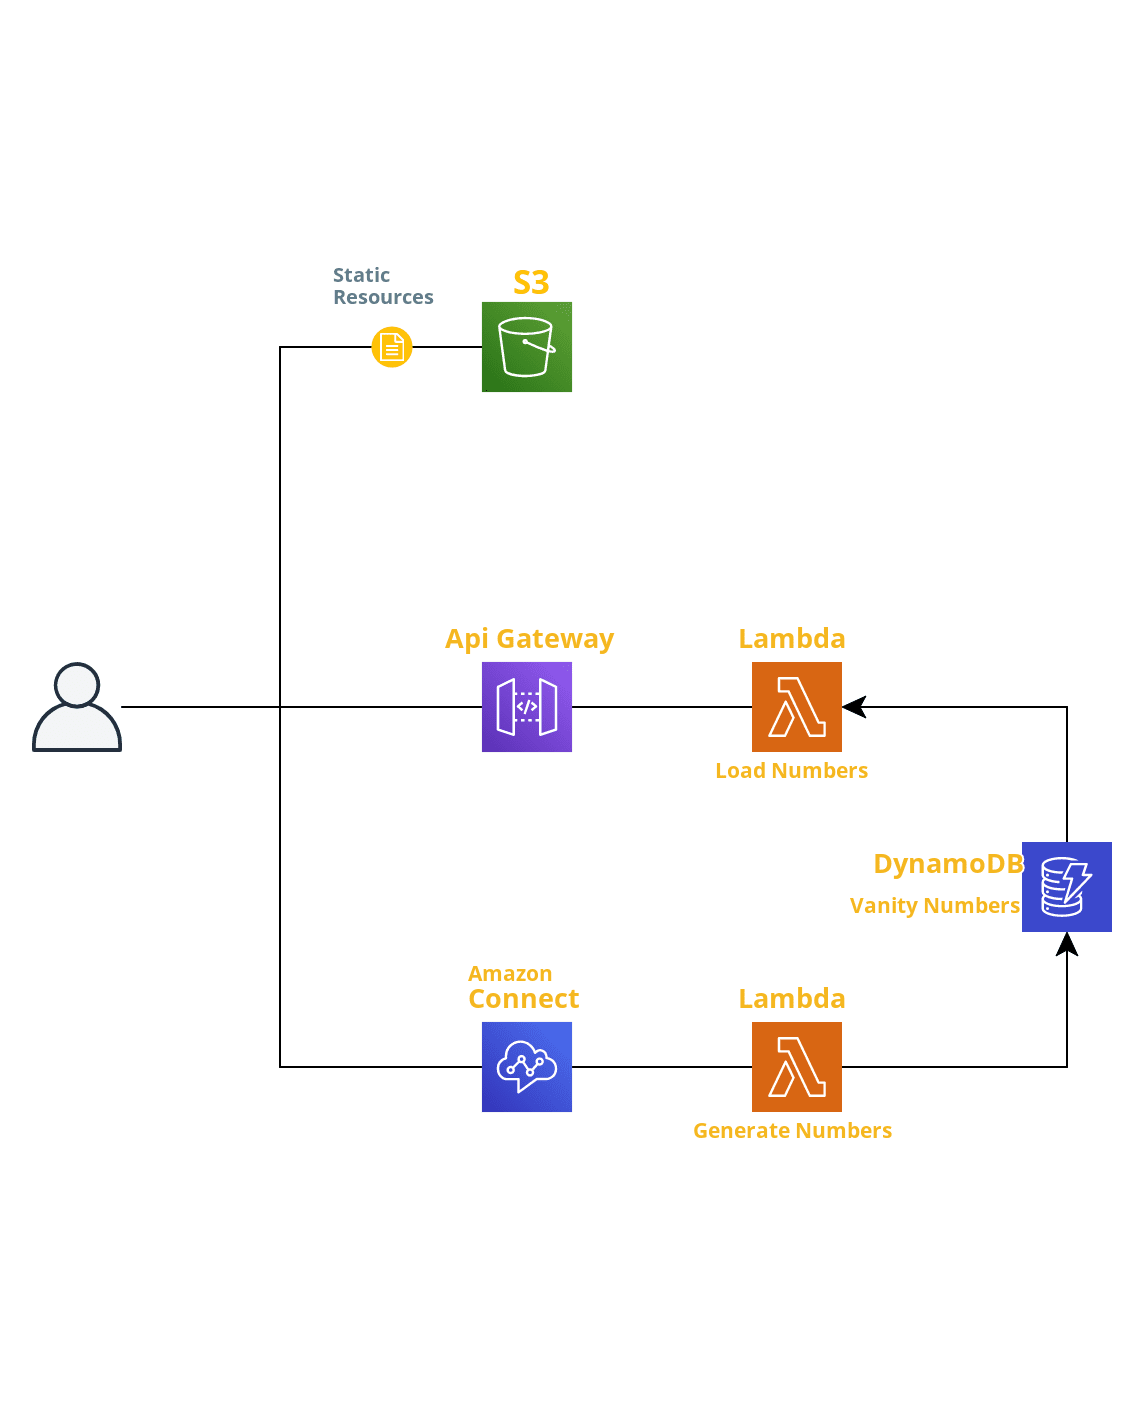 Static
Resources
S3
Api Gateway
Lambda
Load Numbers
DynamoDB
Vanity Numbers
Amazon
Connect
Lambda
Generate Numbers